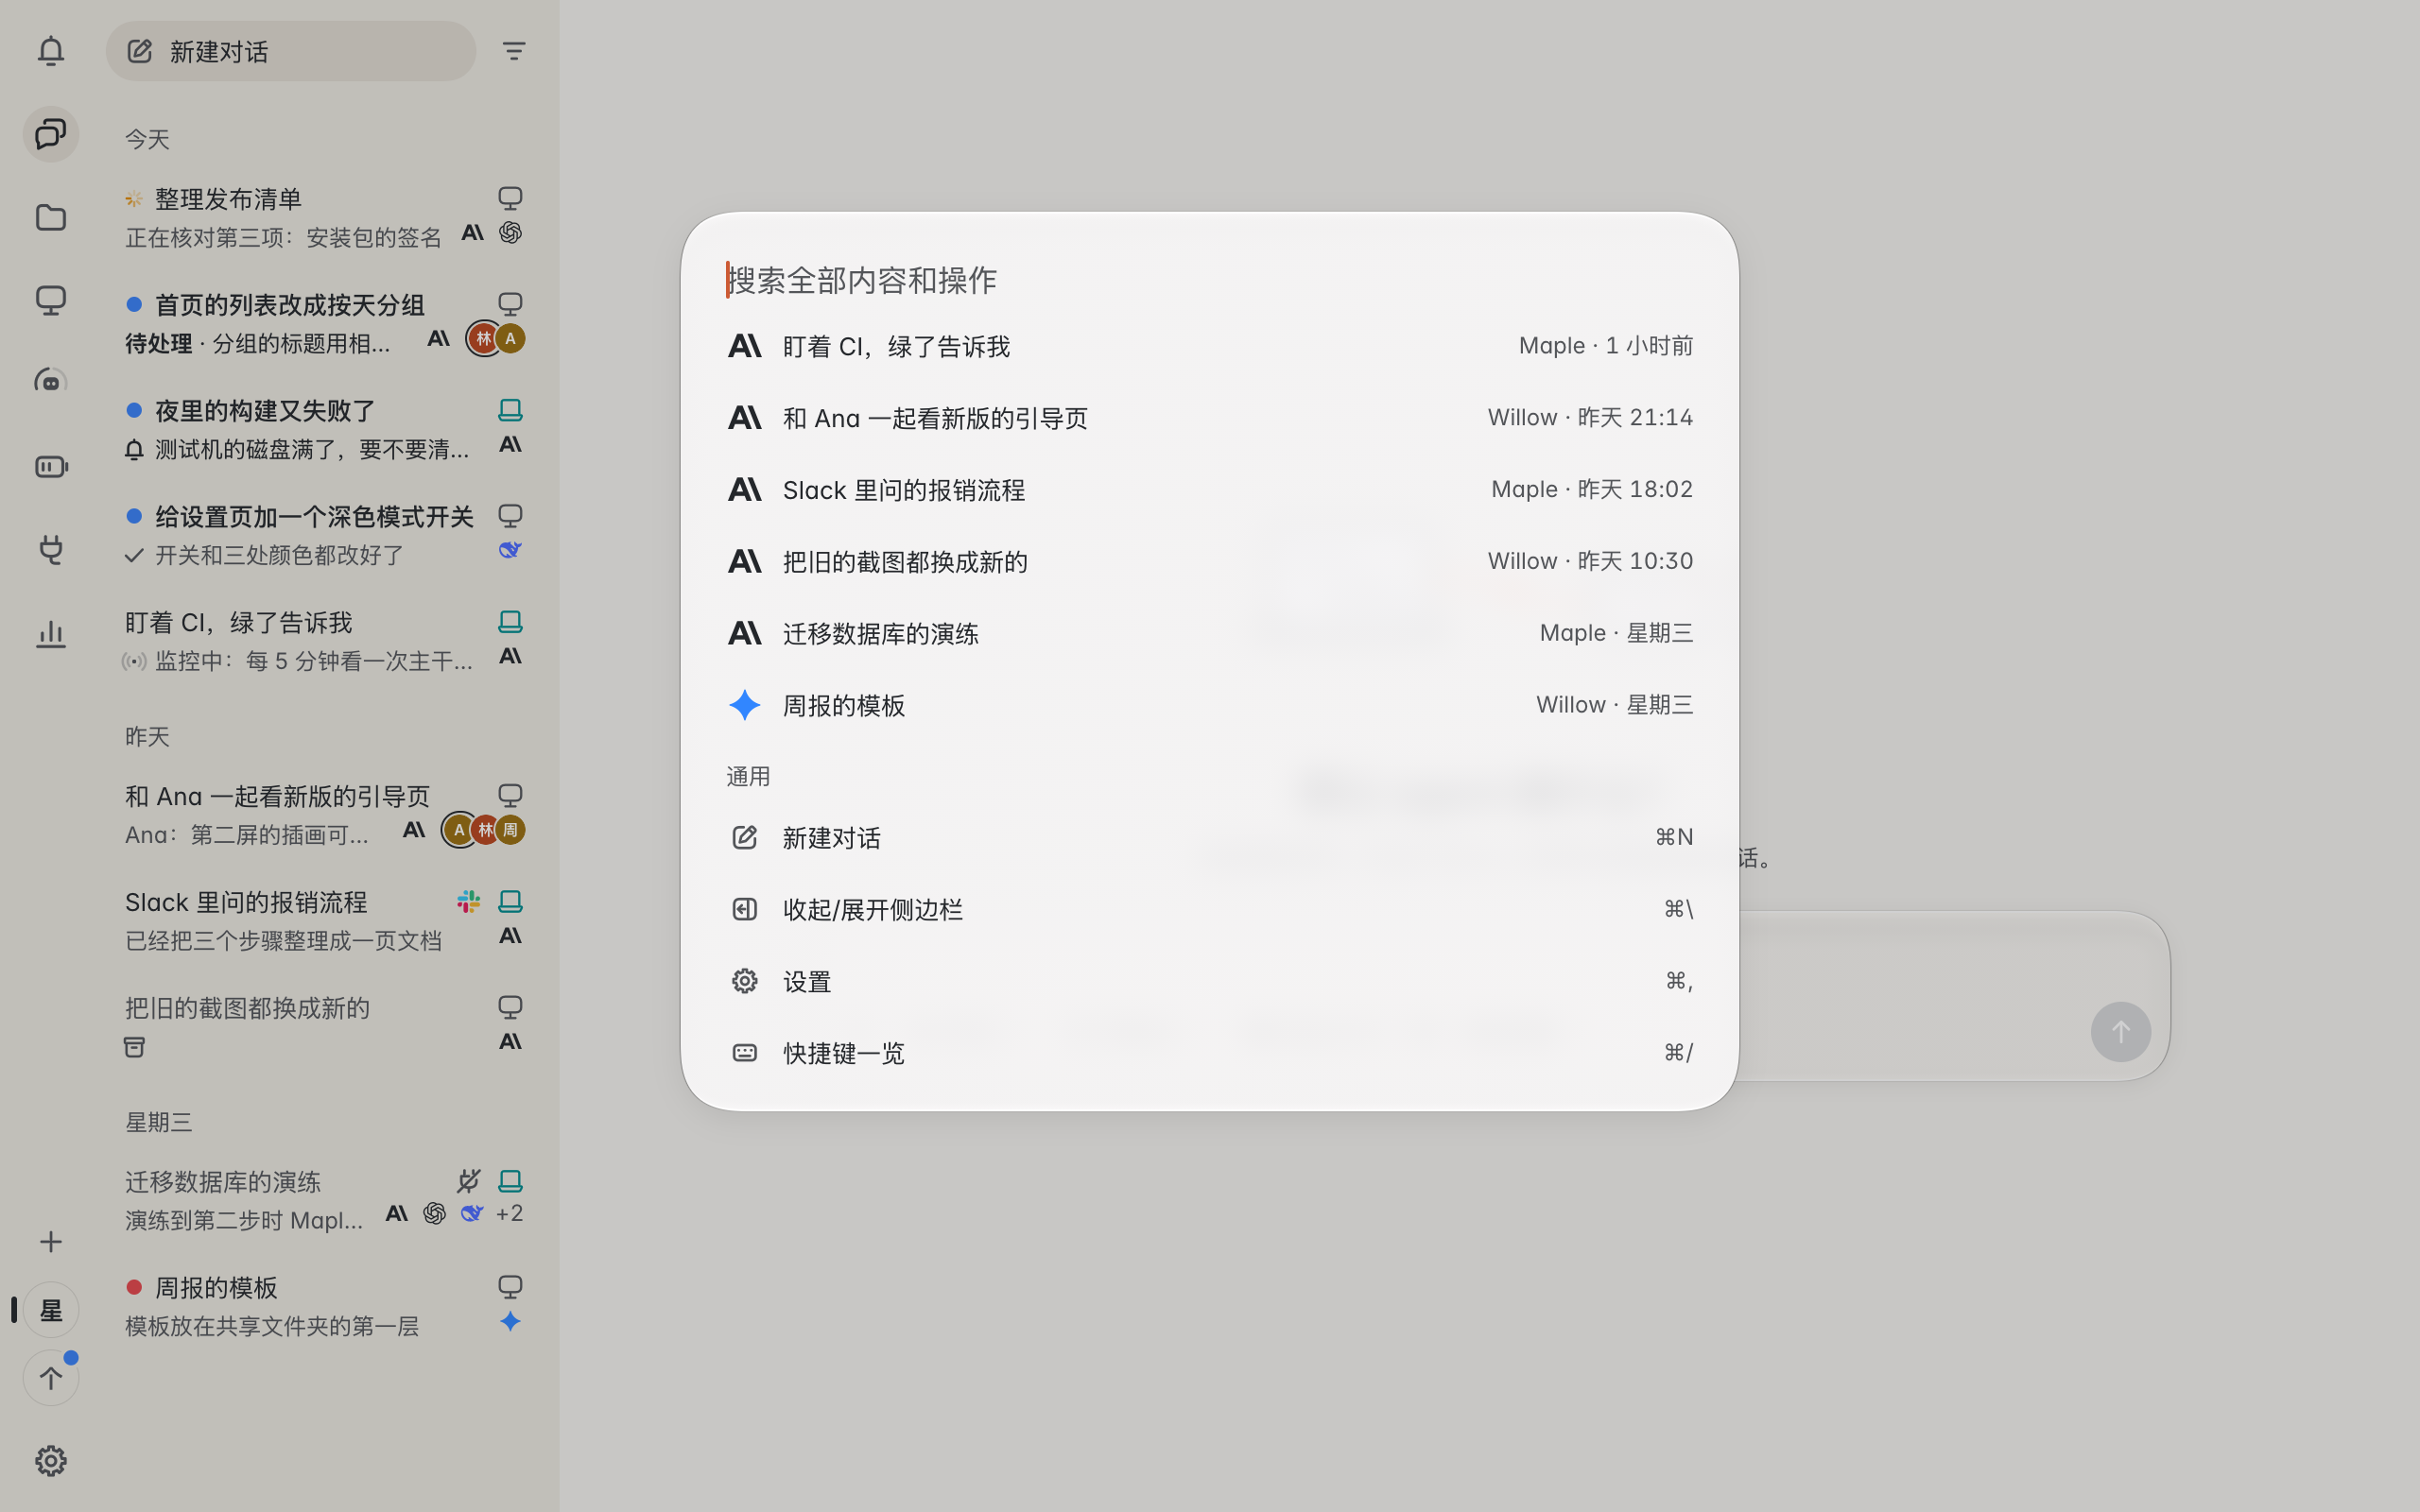 新建对话
今天
整理发布清单
正在核对第三项：安装包的签名
首页的列表改成按天分组
待处理 · 分组的标题用相...
林 A
夜里的构建又失败了
测试机的磁盘满了，要不要清...
给设置页加一个深色模式开关
开关和三处颜色都改好了
盯着 CI，绿了告诉我
监控中：每 5 分钟看一次主干...
昨天
和 Ana 一起看新版的引导页
Ana：第二屏的插画可...
A 林 周
Slack 里问的报销流程
已经把三个步骤整理成一页文档
把旧的截图都换成新的
星期三
迁移数据库的演练
演练到第二步时 Mapl...
+2
周报的模板
模板放在共享文件夹的第一层
星
个
搜索全部内容和操作
盯着 CI，绿了告诉我 Maple · 1 小时前
和 Ana 一起看新版的引导页 Willow · 昨天 21:14
Slack 里问的报销流程 Maple · 昨天 18:02
把旧的截图都换成新的 Willow · 昨天 10:30
迁移数据库的演练 Maple · 星期三
周报的模板 Willow · 星期三
通用
新建对话 ⌘N
收起/展开侧边栏 ⌘\
设置 ⌘,
快捷键一览 ⌘/
话。